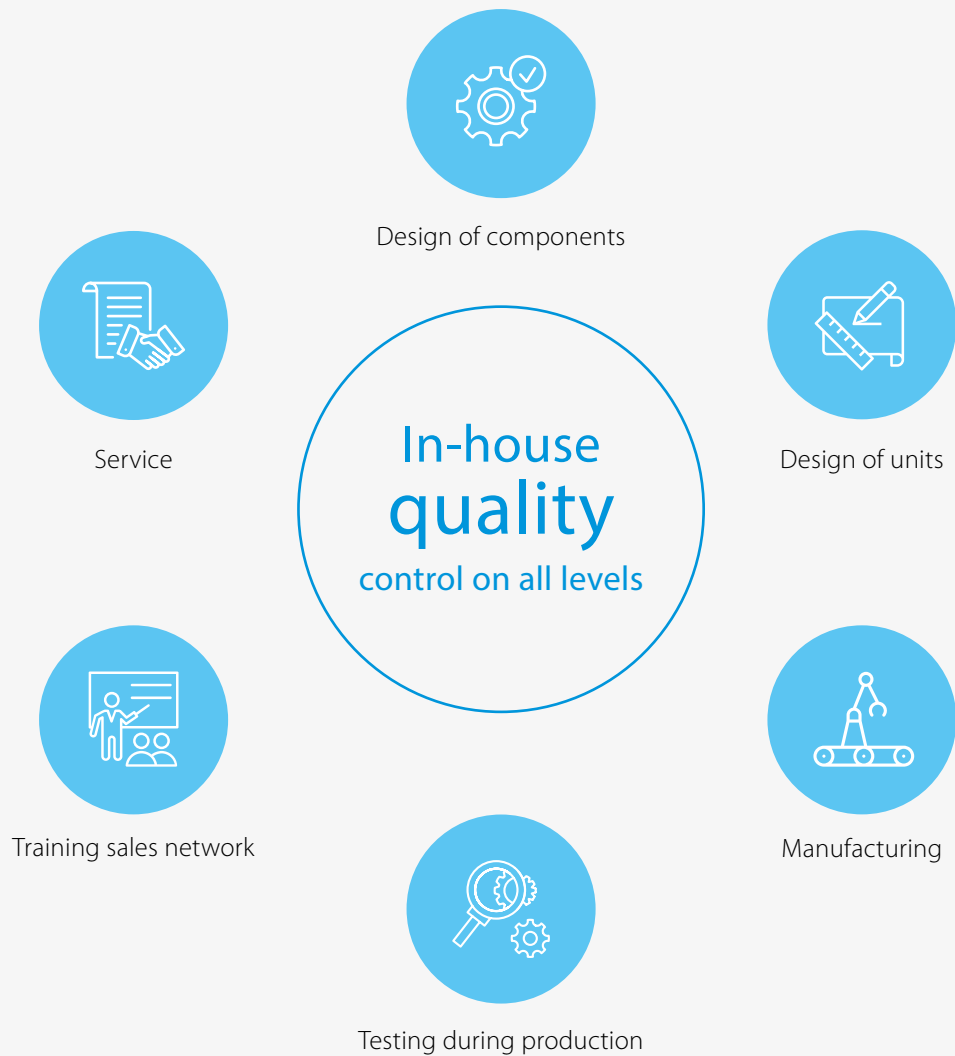 Design of components
Service
Design of units
In-house
quality
control on all levels
Training sales network
Manufacturing
Testing during production